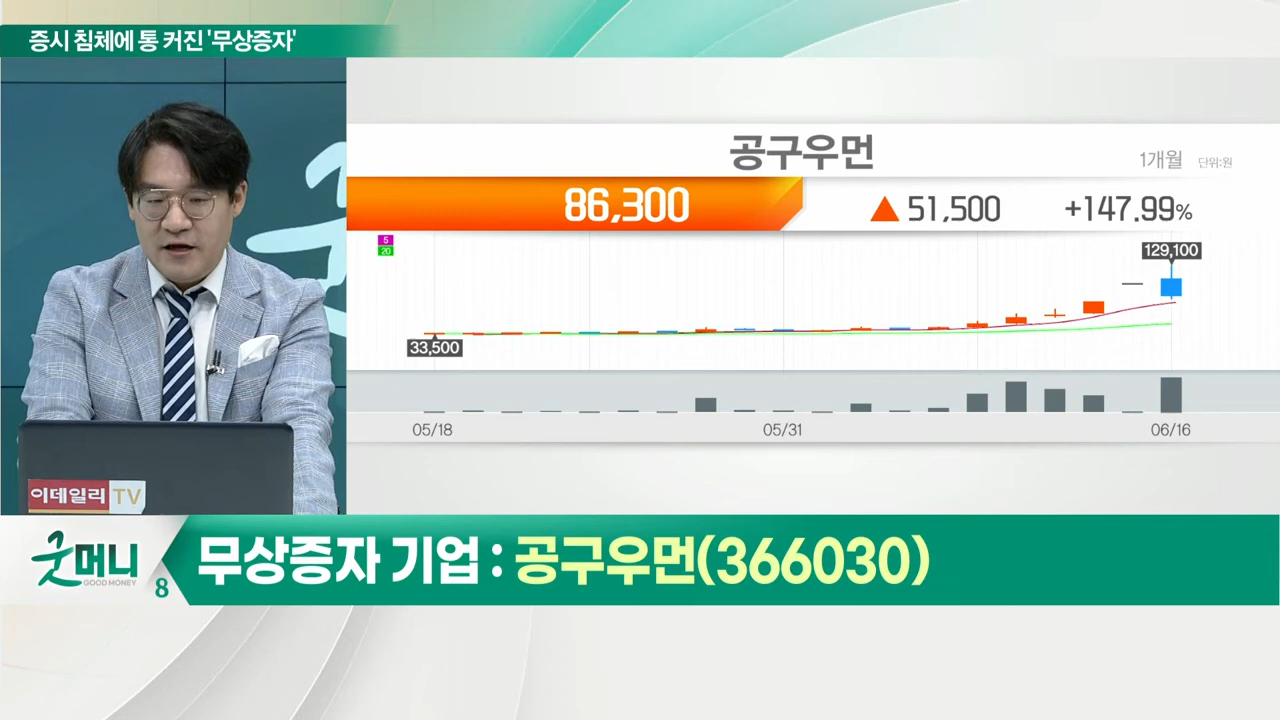 증시 침체에 통 커진 '무상증자'
공구우먼
1개월 단위:원
86,300 ▲ 51,500 +147.99%
5
20
129,100
33,500
05/18 05/31 06/16
이데일리 TV
굿머니
GOOD MONEY
8
무상증자 기업 : 공구우먼(366030)